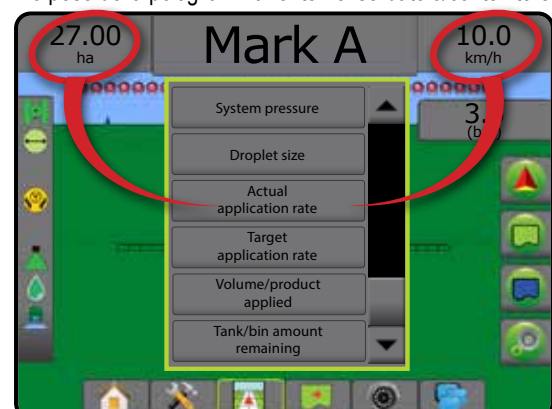 27.00
ha
Mark A
10.0
km/h
3.
(b
System pressure
Droplet size
Actual
application rate
Target
application rate
Volume/product
applied
Tank/bin amount
remaining